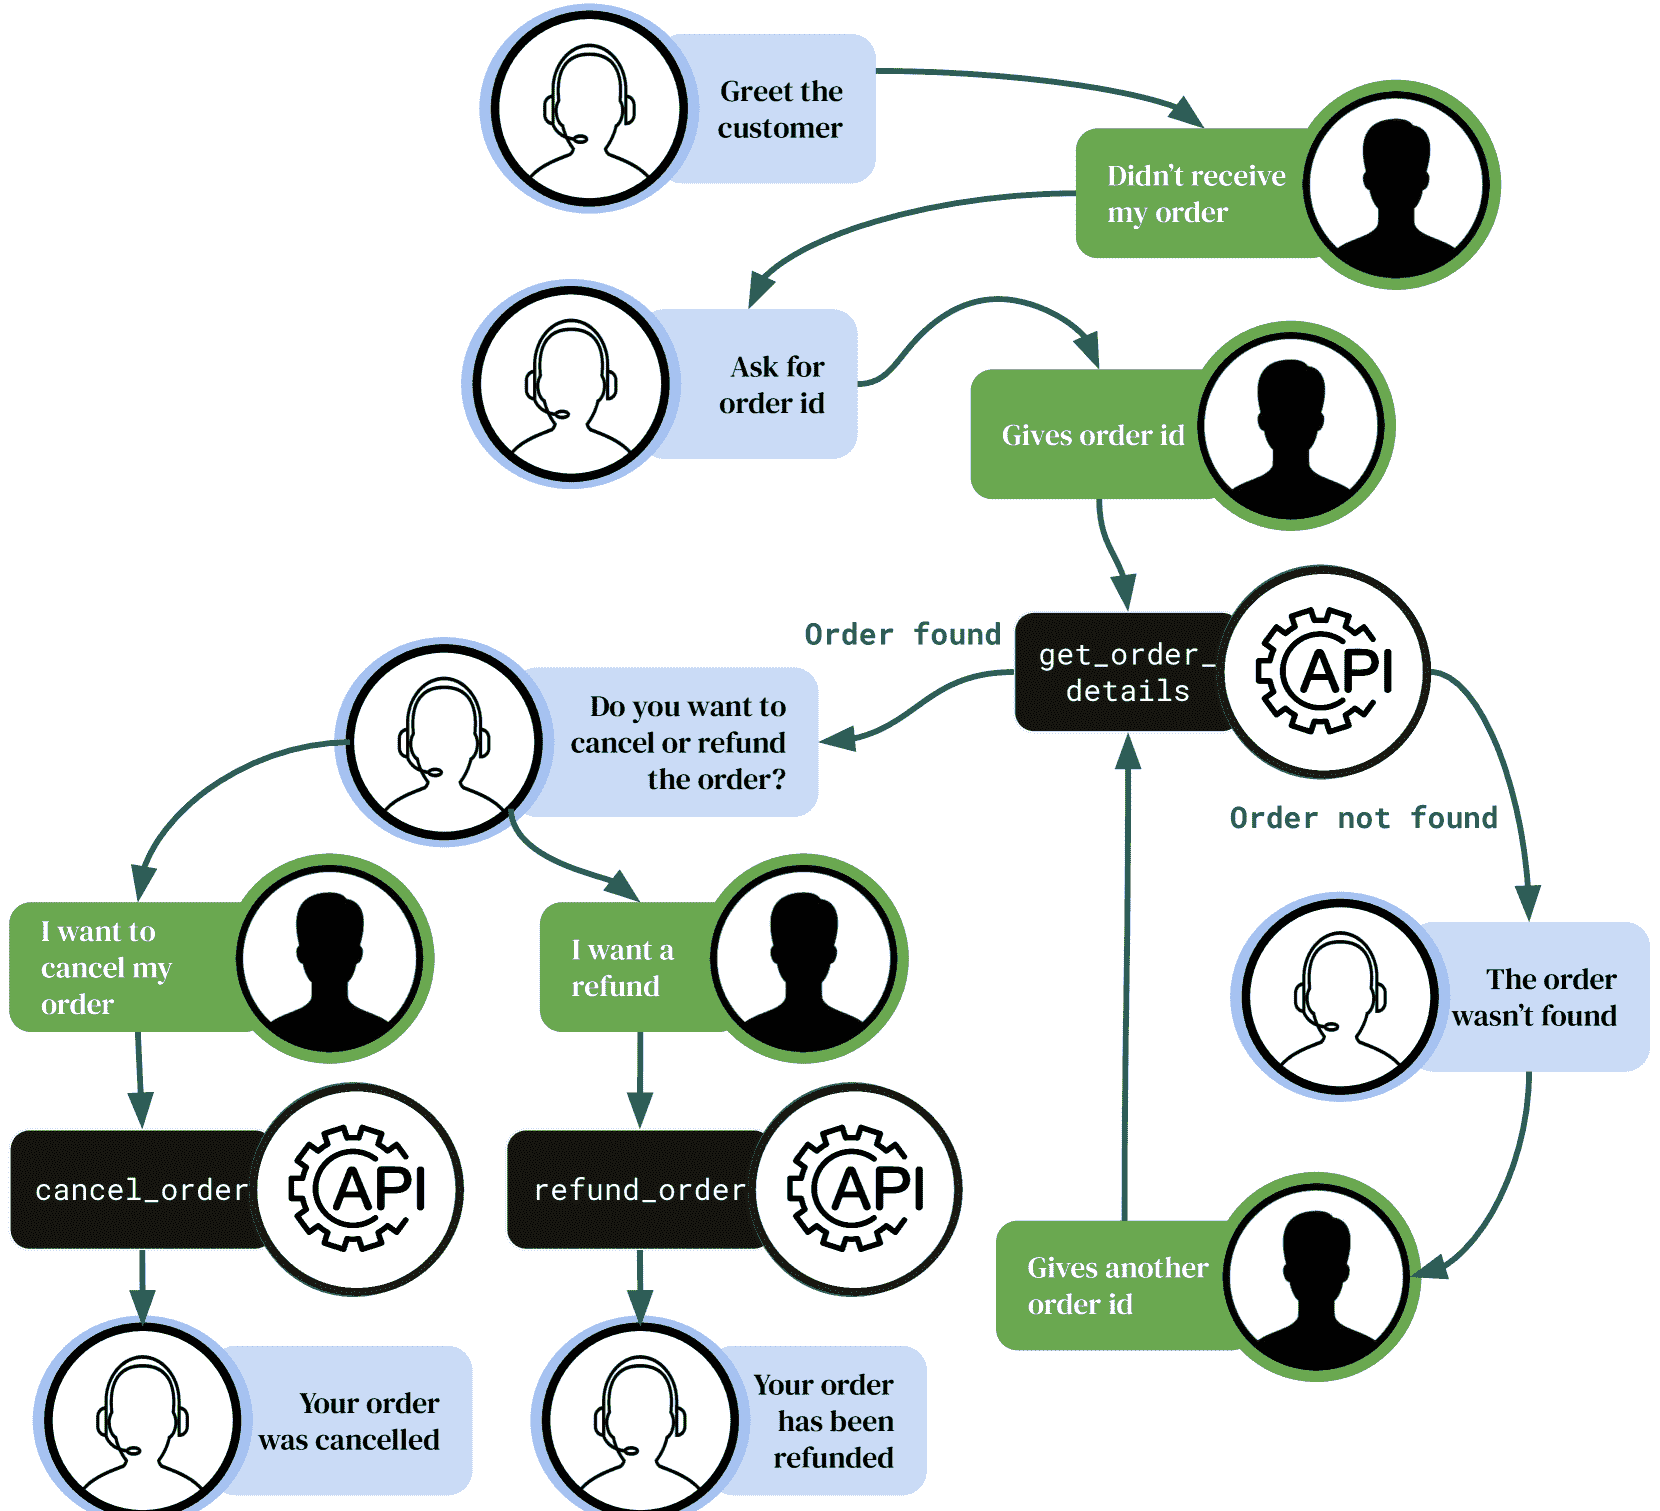 Greet the
customer
Didn't receive
my order
Ask for
order id
Gives order id
Order found
get_order_
details
API
Do you want to
cancel or refund
the order?
Order not found
I want to
cancel my
order
I want a
refund
The order
wasn't found
cancel_order
API
refund_order
API
Gives another
order id
Your order
was cancelled
Your order
has been
refunded